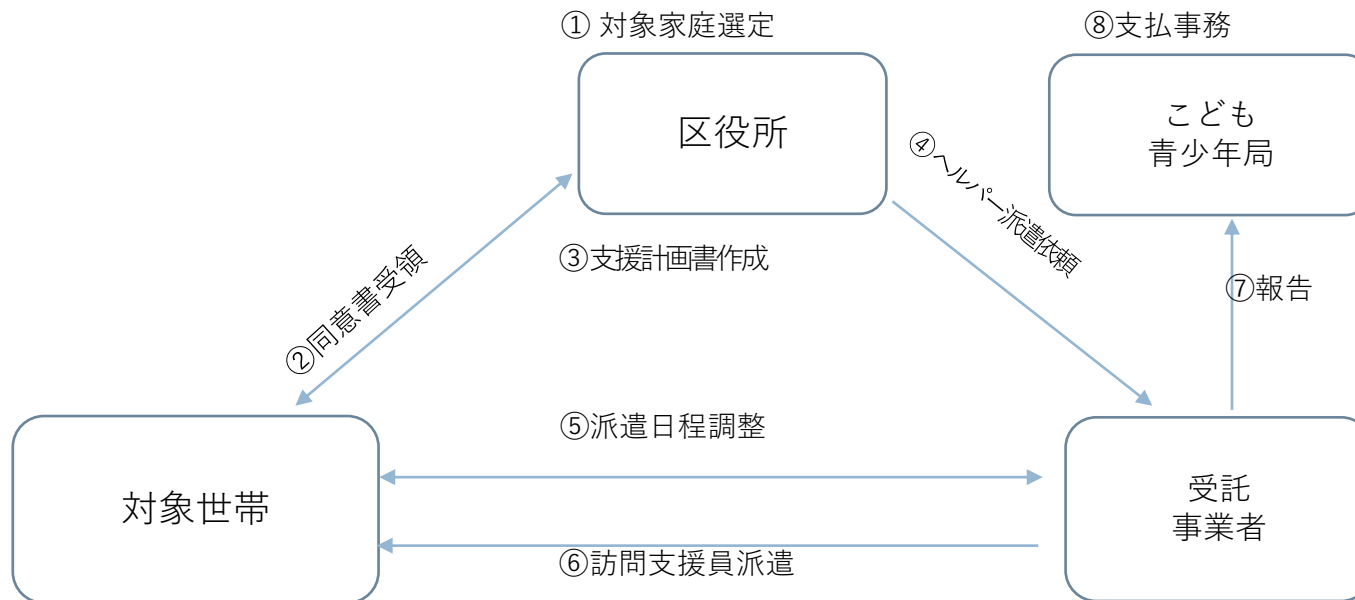 ① 対象家庭選定
⑧支払事務
区役所
こども
青少年局
④ヘルパー派遣依頼
③支援計画書作成
②同意書受領
⑦報告
⑤派遣日程調整
対象世帯
受託
事業者
⑥訪問支援員派遣